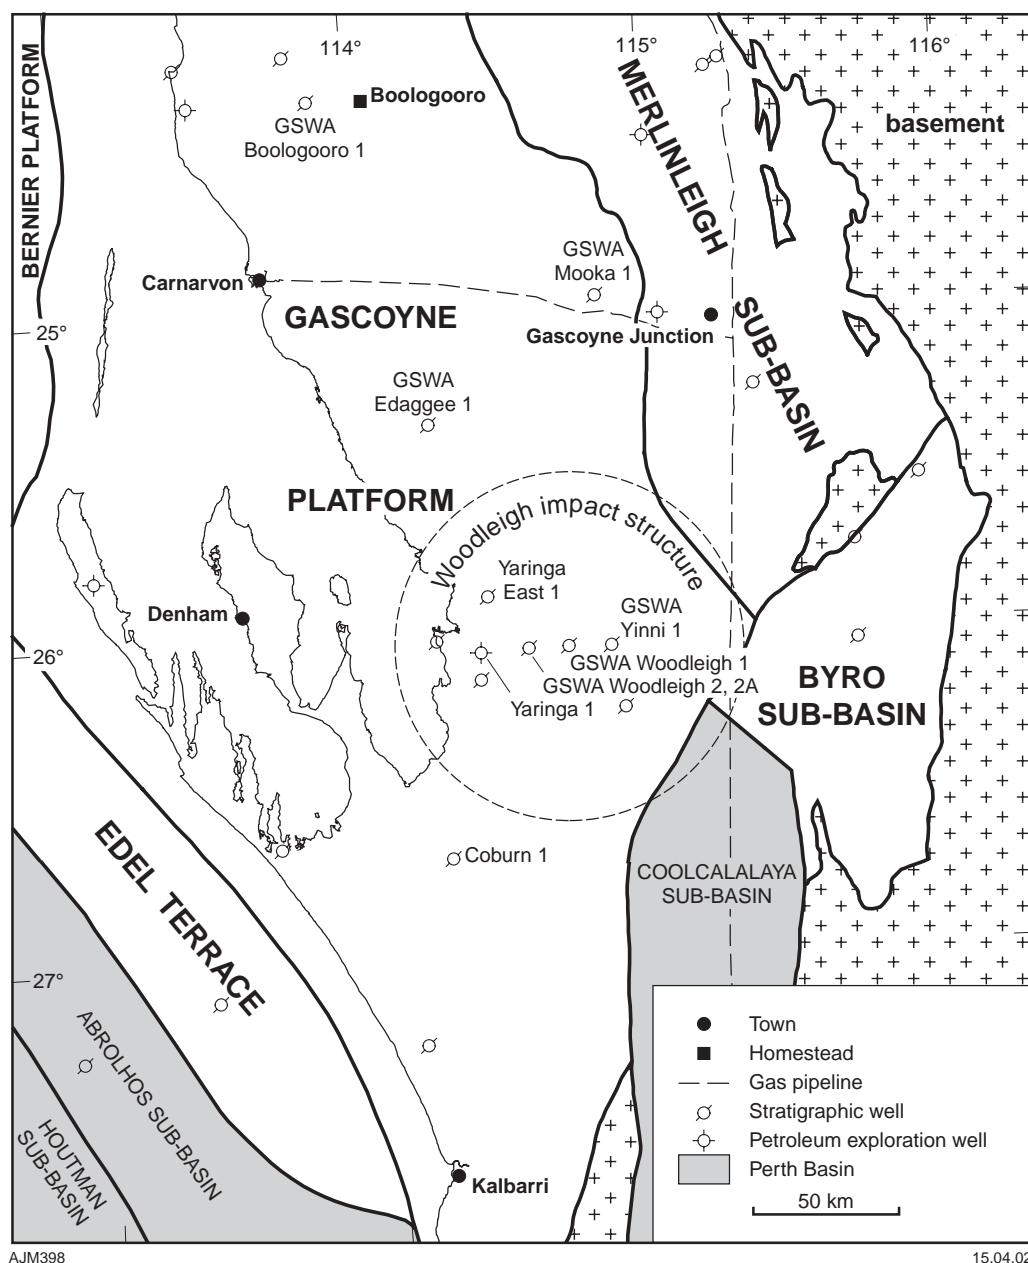 114°
115°
116°
BERNIER PLATFORM
Boologooro
GSWA
Boologooro 1
MERLINLEIGH
SUB-BASIN
basement
GSWA
Mooka 1
Carnarvon
GASCOYNE
Gascoyne Junction
25°
GSWA
Edaggee 1
PLATFORM
Woodleigh impact structure
Yaringa
East 1
GSWA
Yinni 1
Denham
26°
GSWA Woodleigh 1
GSWA Woodleigh 2, 2A
Yaringa 1
BYRO
SUB-BASIN
EDEL TERRACE
Coburn 1
COOLCALALAYA
SUB-BASIN
27°
ABROLHOS SUB-BASIN
HOUTMAN
SUB-BASIN
Kalbarri
Town
Homestead
Gas pipeline
Stratigraphic well
Petroleum exploration well
Perth Basin
50 km
AJM398
15.04.02